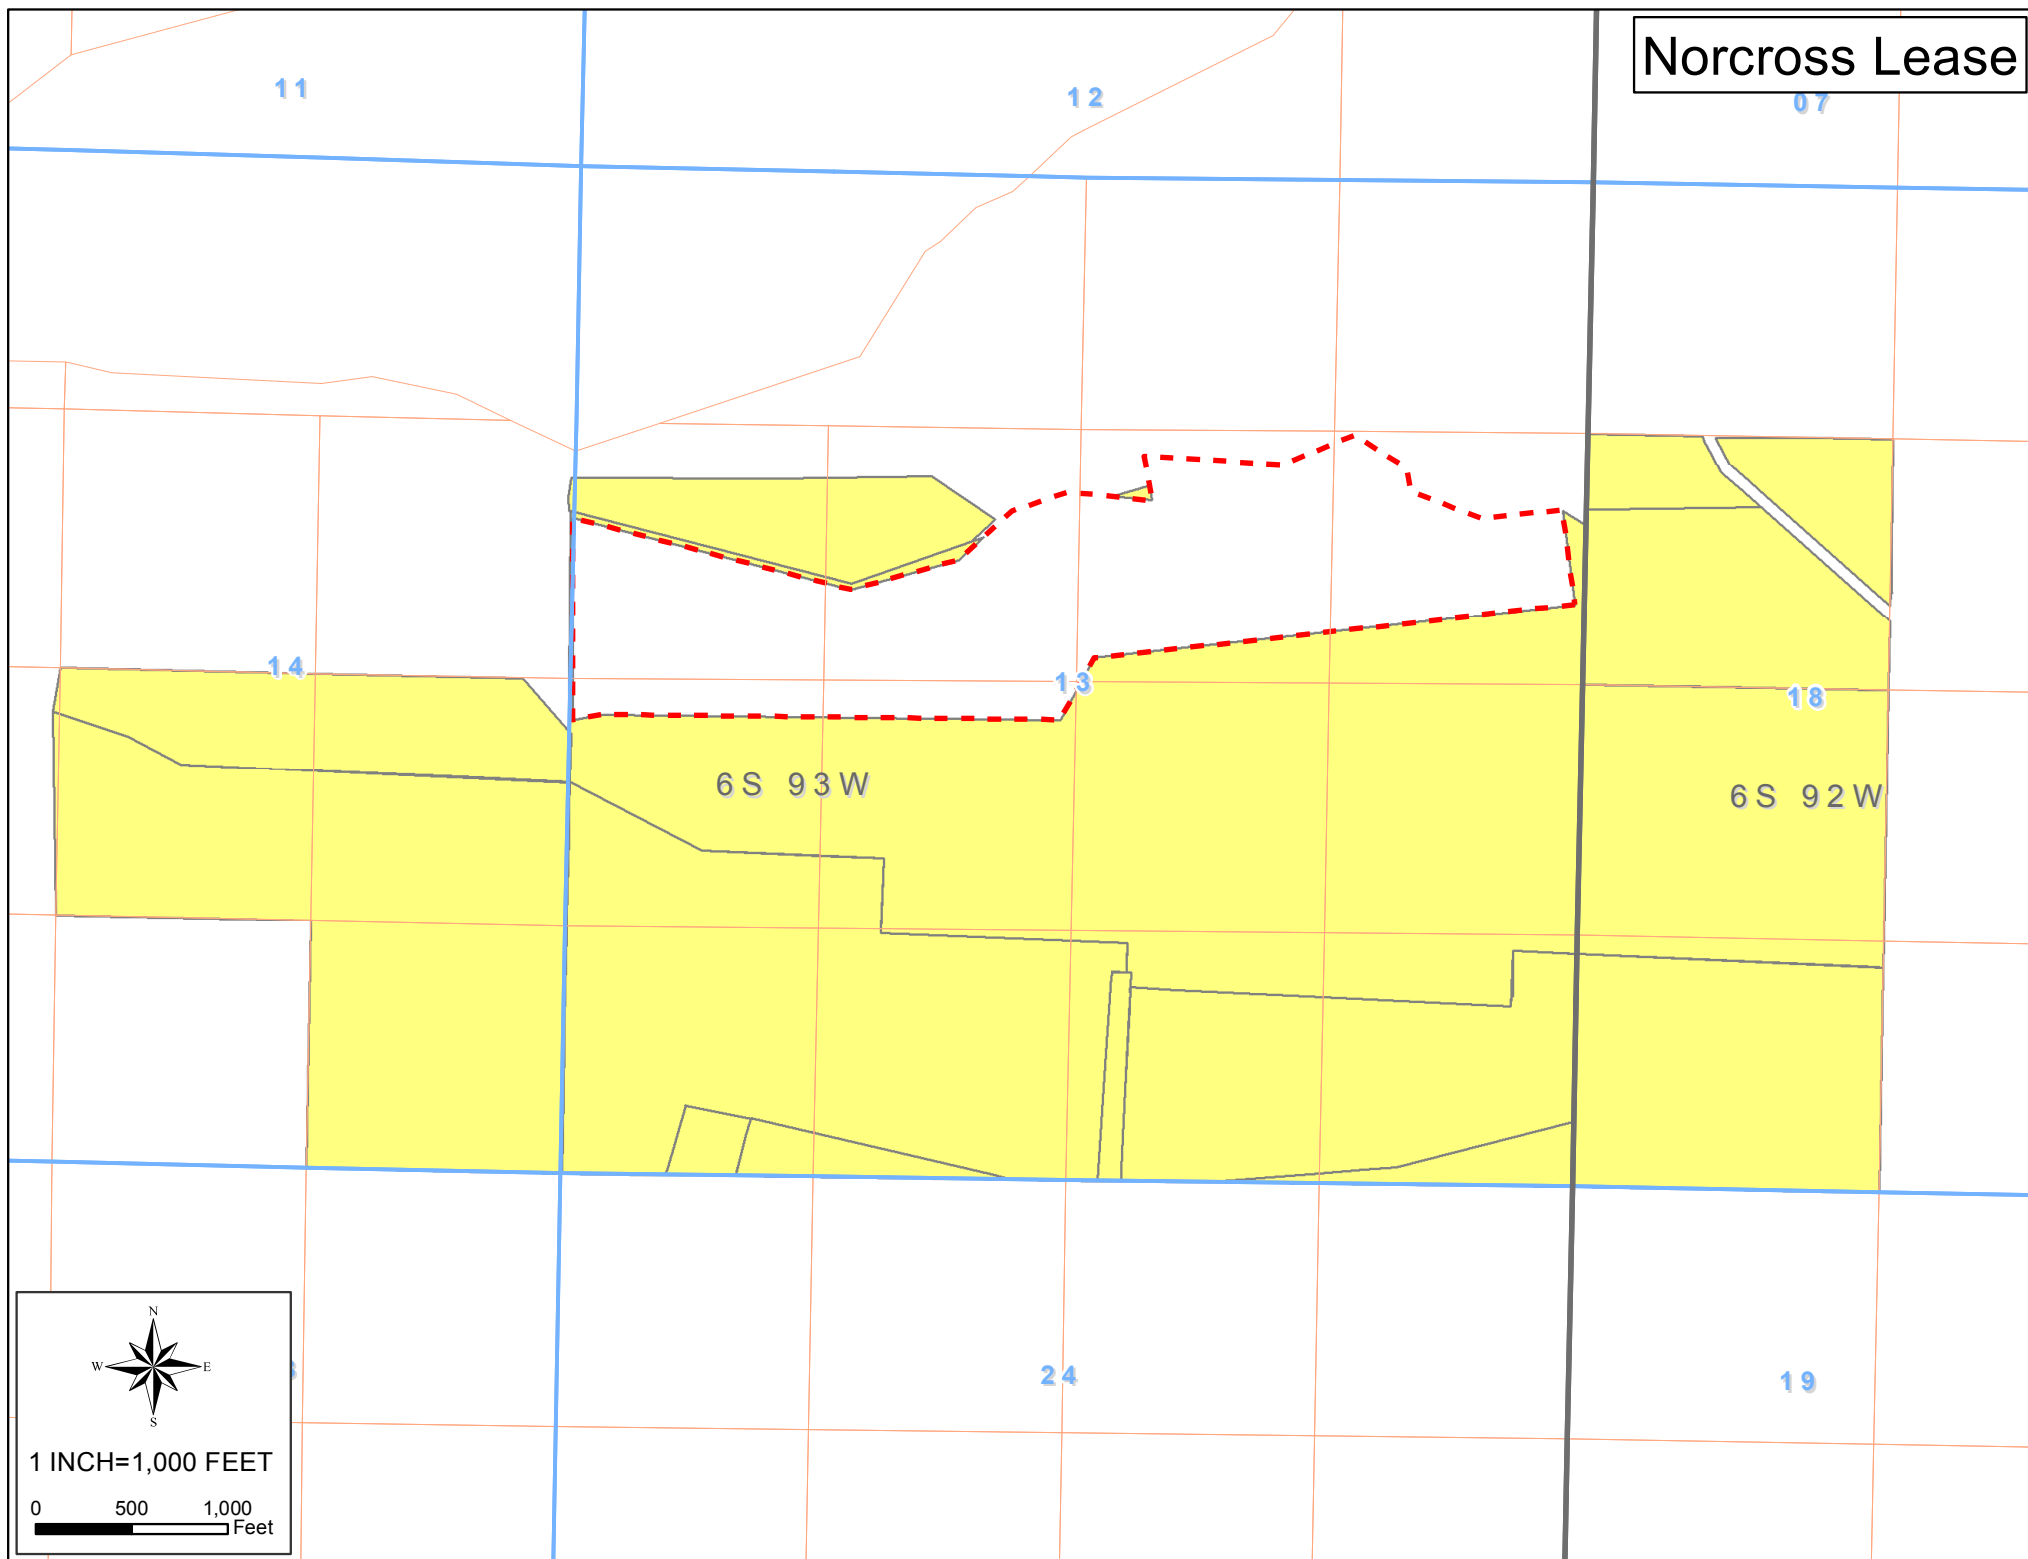 Norcross Lease
11
12
07
14
13
18
6S 93W
6S 92W
24
19
N
W E
S
1 INCH=1,000 FEET
0 500 1,000
Feet